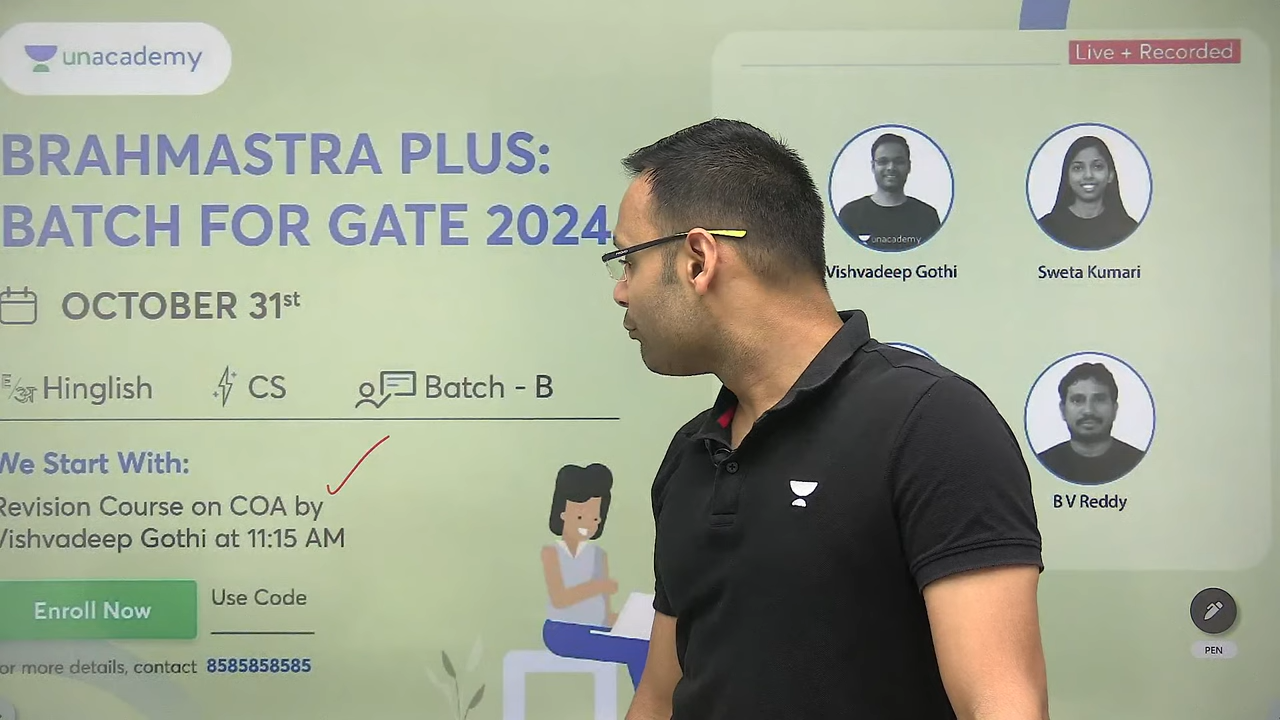 unacademy
Live + Recorded
BRAHMASTRA PLUS:
BATCH FOR GATE 2024
OCTOBER 31st
Hinglish
CS
Batch - B
We Start With:
Revision Course on COA by
Vishvadeep Gothi at 11:15 AM
Enroll Now
Use Code
or more details, contact 8585858585
unacademy
Vishvadeep Gothi
Sweta Kumari
B V Reddy
PEN